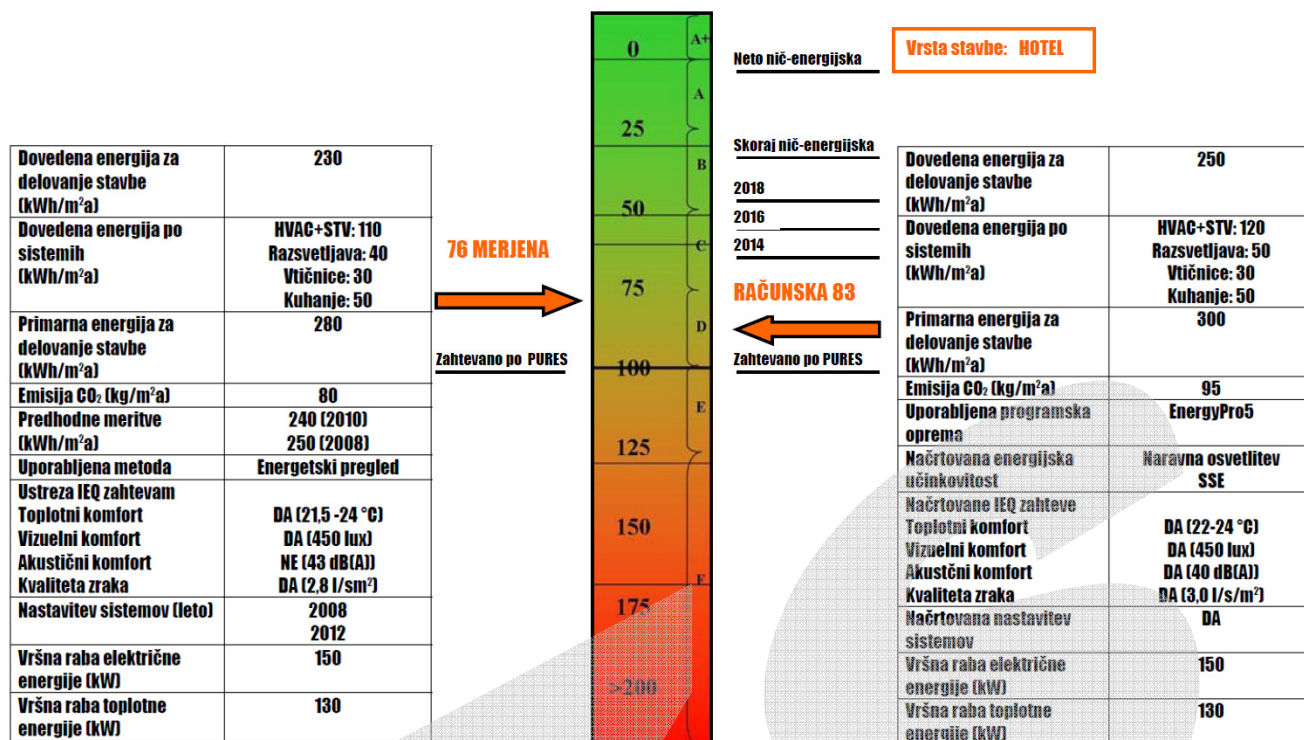 Vrsta stavbe: HOTEL
Dovedena energija za
delovanje stavbe
(kWh/m²a)
230
Dovedena energija po
sistemih
(kWh/m²a)
HVAC+STV: 110
Razsvetljava: 40
Vtičnice: 30
Kuhanje: 50
Primarna energija za
delovanje stavbe
(kWh/m²a)
280
Emisija CO₂ (kg/m²a)
80
Predhodne meritve
(kWh/m²a)
240 (2010)
250 (2008)
Uporabljena metoda
Energetski pregled
Ustreza IEQ zahtevam
Toplotni komfort
DA (21,5 -24 °C)
Vizuelni komfort
DA (450 lux)
Akustični komfort
NE (43 dB(A))
Kvaliteta zraka
DA (2,8 l/sm²)
Nastavitev sistemov (leto)
2008
2012
Vršna raba električne
energije (kW)
150
Vršna raba toplotne
energije (kW)
130
76 MERJENA
Zahtevano po PURES
0
25
50
75
100
125
150
175
>200
A+
A
B
C
D
E
F
Neto nič-energijska
Skoraj nič-energijska
2018
2016
2014
RAČUNSKA 83
Zahtevano po PURES
Dovedena energija za
delovanje stavbe
(kWh/m²a)
250
Dovedena energija po
sistemih
(kWh/m²a)
HVAC+STV: 120
Razsvetljava: 50
Vtičnice: 30
Kuhanje: 50
Primarna energija za
delovanje stavbe
(kWh/m²a)
300
Emisija CO₂ (kg/m²a)
95
Uporabljena programska
oprema
EnergyPro5
Načrtovana energijska
učinkovitost
Naravna osvetlitev
SSE
Načrtovane IEQ zahteve
Toplotni komfort
DA (22-24 °C)
Vizuelni komfort
DA (450 lux)
Akustčni komfort
DA (40 dB(A))
Kvaliteta zraka
DA (3,0 l/s/m²)
Načrtovana nastavitev
sistemov
DA
Vršna raba električne
energije (kW)
150
Vršna raba toplotne
energije (kW)
130